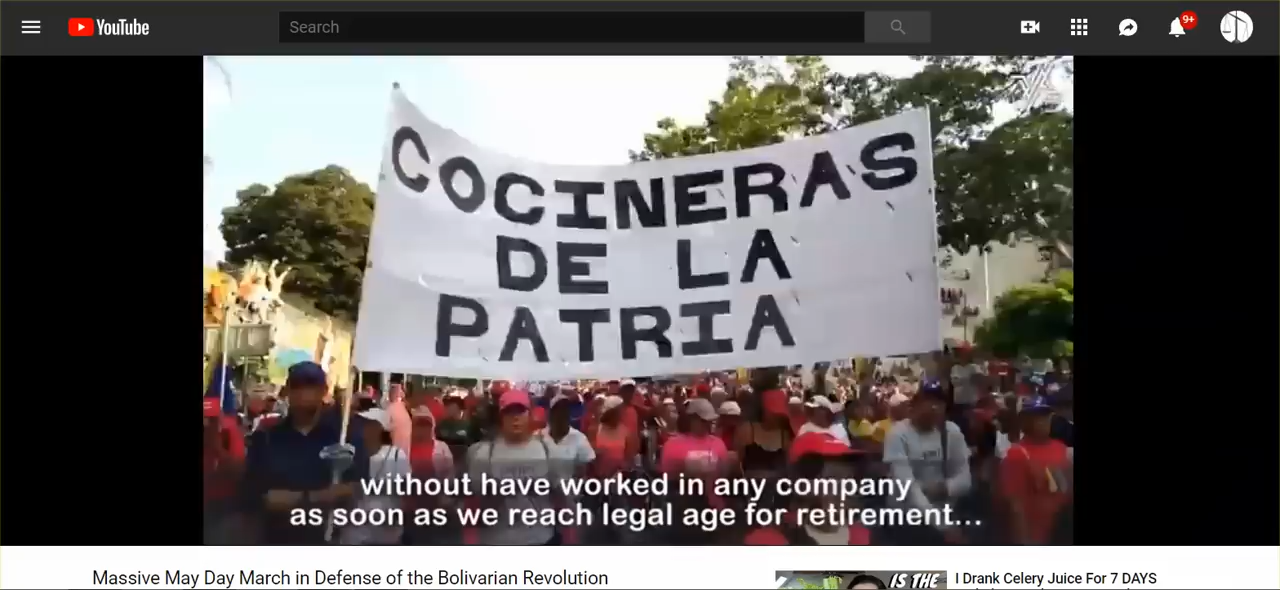 YouTube
Search
9+
COCINERAS
DE LA
PATRIA
without have worked in any company
as soon as we reach legal age for retirement...
Massive May Day March in Defense of the Bolivarian Revolution
IS THE
I Drank Celery Juice For 7 DAYS